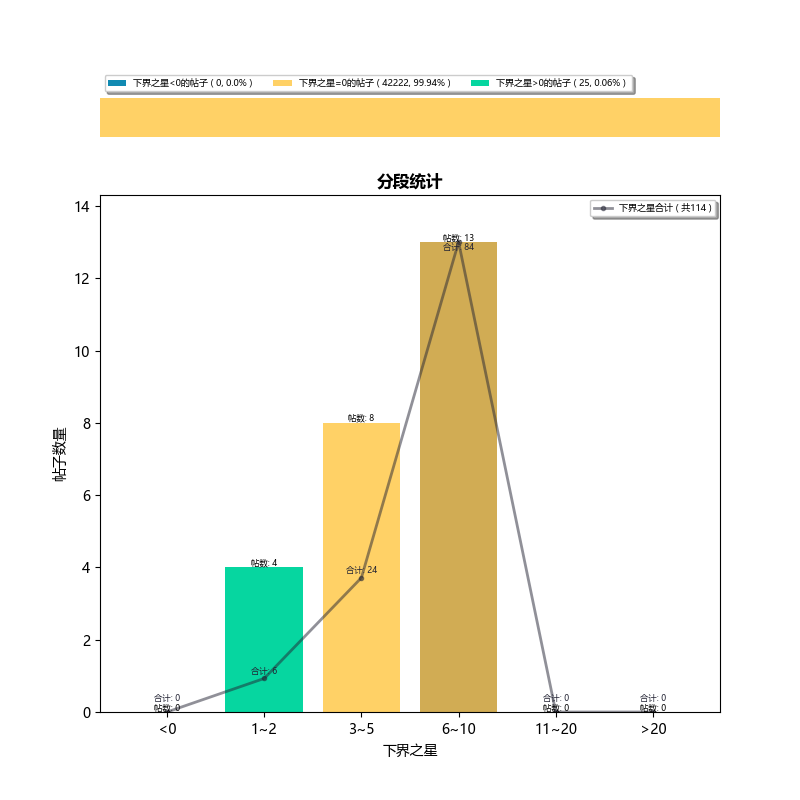 下界之星<0的帖子 ( 0, 0.0% ) 下界之星=0的帖子 ( 42222, 99.94% ) 下界之星>0的帖子 ( 25, 0.06% )
分段统计
下界之星合计 ( 共114 )
14
12
10
8
6
4
2
0
帖子数量
帖数: 13
合计: 84
帖数: 8
合计: 24
帖数: 4
合计: 6
合计: 0
帖数: 0
合计: 0
帖数: 0
合计: 0
帖数: 0
<0 1~2 3~5 6~10 11~20 >20
下界之星